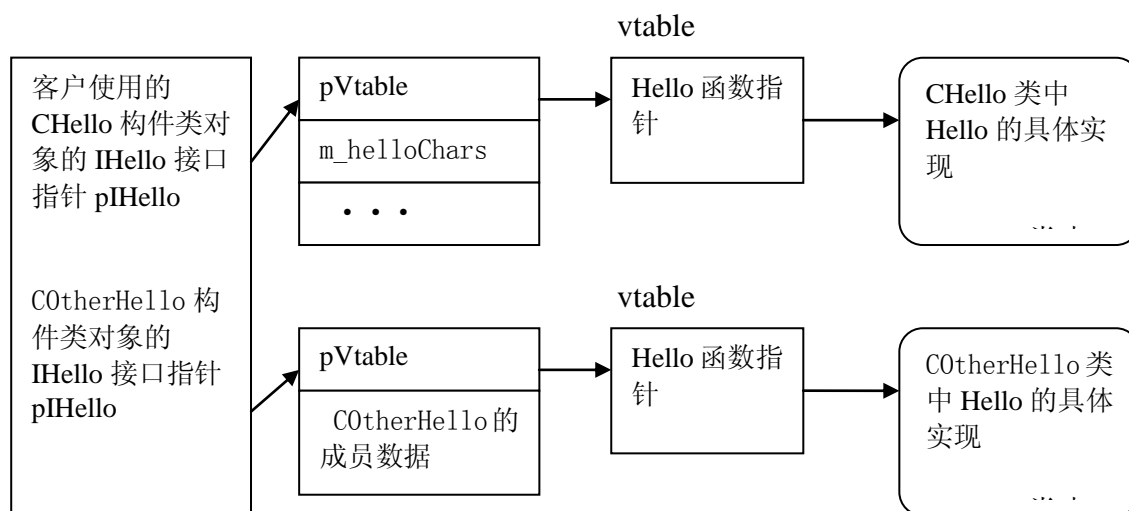 vtable
客户使用的
CHello 构件类对
象的 IHello 接口
指针 pIHello
pVtable
m_helloChars
···
Hello 函数指
针
CHello 类中
Hello 的具体实
现
COtherHello 构
件类对象的
IHello 接口指针
pIHello
vtable
pVtable
COtherHello 的
成员数据
Hello 函数指
针
COtherHello 类
中 Hello 的具体
实现